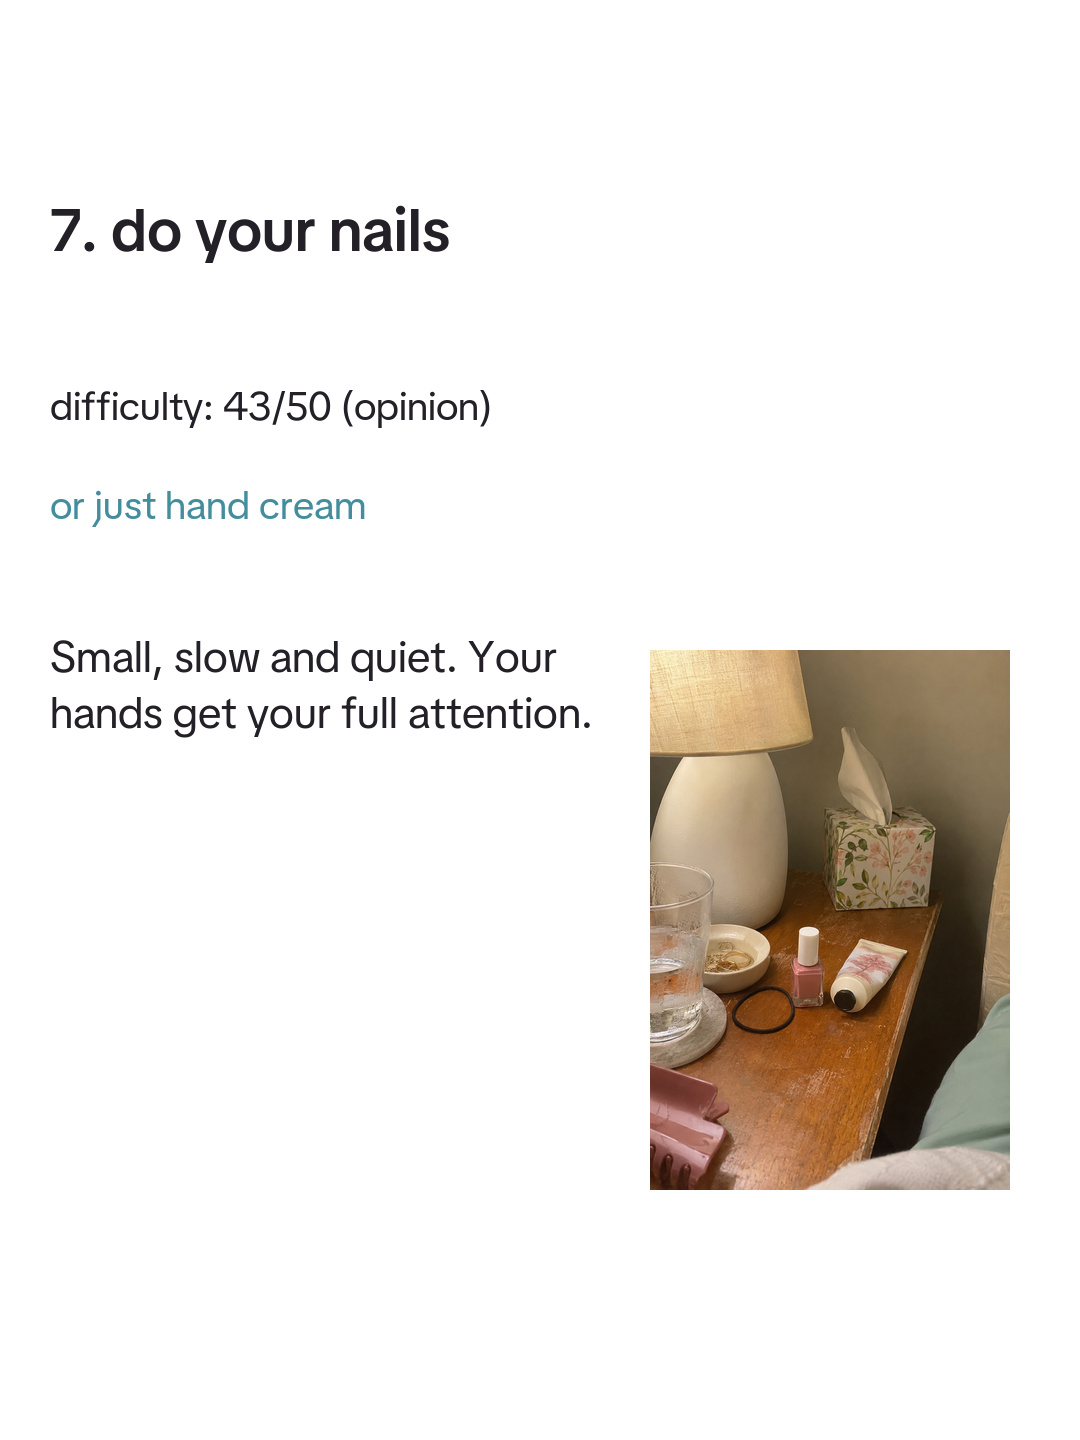 7. do your nails
difficulty: 43/50 (opinion)
or just hand cream
Small, slow and quiet. Your
hands get your full attention.